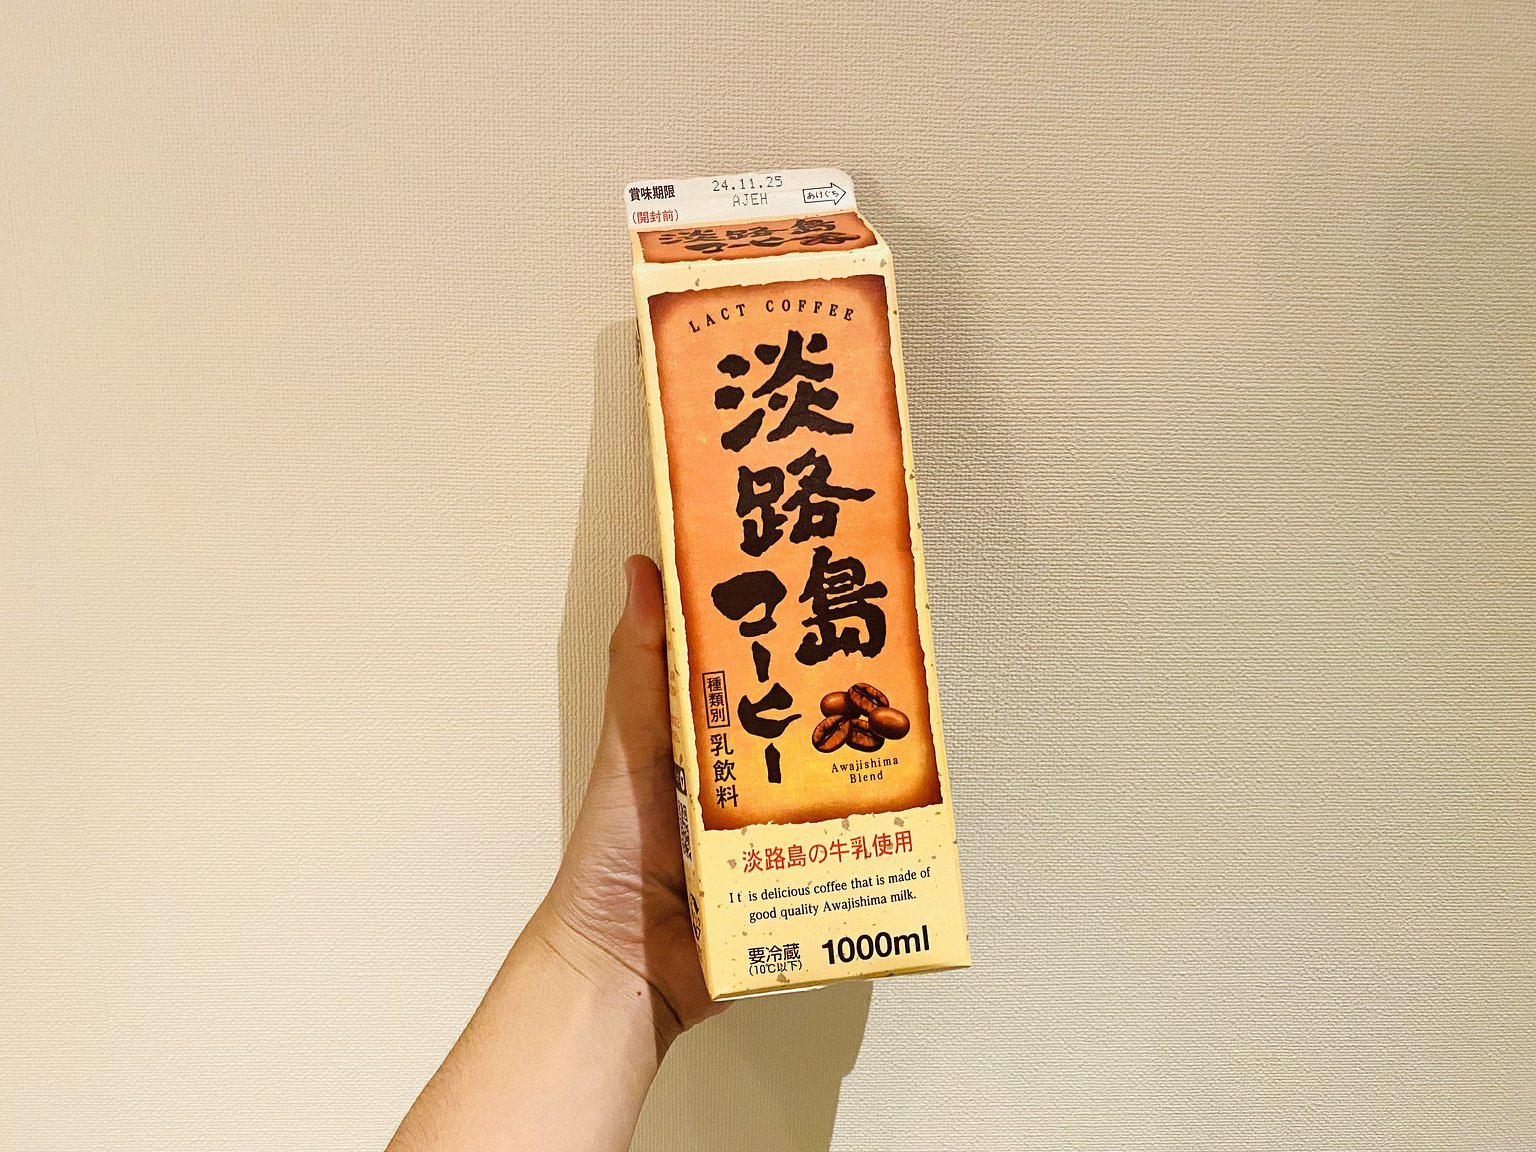 賞味期限
(開封前)
24.11.25
AJEH
あけぐち
淡路島
コーヒー
LACT COFFEE
淡路島
コーヒー
種類別
乳飲料
Awajishima
Blend
淡路島の牛乳使用
It is delicious coffee that is made of
good quality Awajishima milk.
要冷蔵
(10℃以下)
1000ml